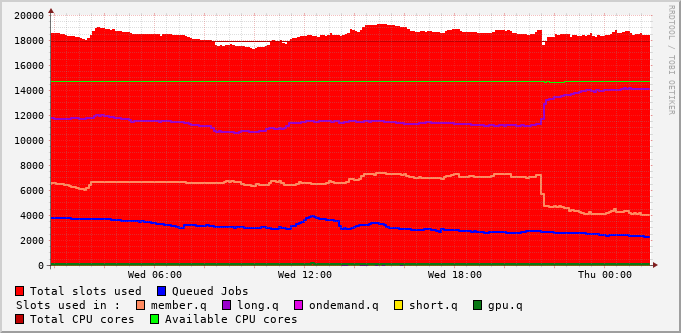 20000
18000
16000
14000
12000
10000
8000
6000
4000
2000
0
Wed 06:00 Wed 12:00 Wed 18:00 Thu 00:00
RRDTOOL / TOBI OETIKER
Total slots used Queued Jobs
Slots used in : member.q long.q ondemand.q short.q gpu.q
Total CPU cores Available CPU cores